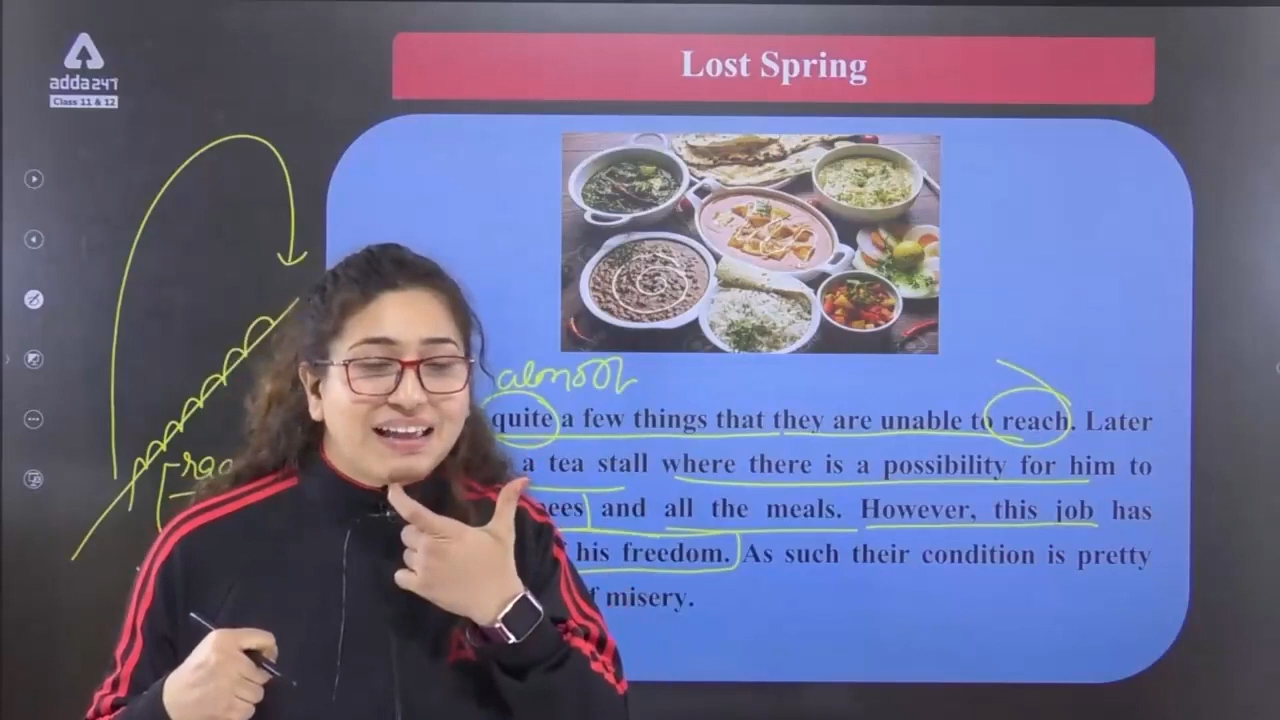 adda247
Class 11 & 12
Lost Spring
almost
quite a few things that they are unable to reach. Later
a tea stall where there is a possibility for him to
and all the meals. However, this job has
his freedom. As such their condition is pretty
misery.